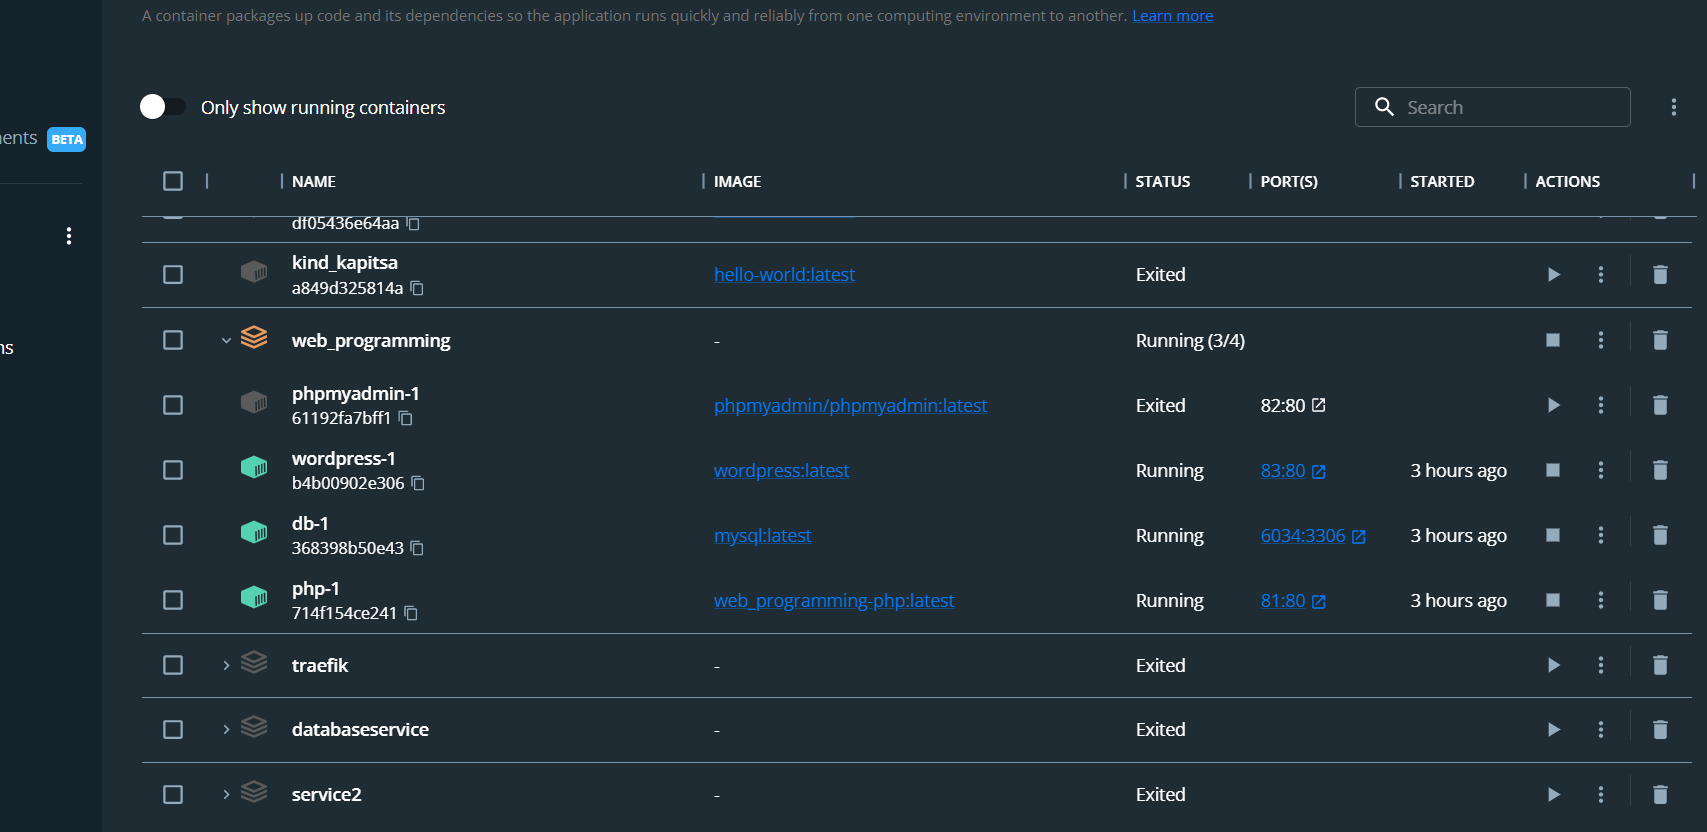 A container packages up code and its dependencies so the application runs quickly and reliably from one computing environment to another. Learn more
Only show running containers
Search
ents BETA
NAME IMAGE STATUS PORT(S) STARTED ACTIONS
df05436e64aa
kind_kapitsa
a849d325814a
hello-world:latest Exited
ns
web_programming - Running (3/4)
phpmyadmin-1
61192fa7bff1
phpmyadmin/phpmyadmin:latest Exited 82:80
wordpress-1
b4b00902e306
wordpress:latest Running 83:80 3 hours ago
db-1
368398b50e43
mysql:latest Running 6034:3306 3 hours ago
php-1
714f154ce241
web_programming-php:latest Running 81:80 3 hours ago
traefik - Exited
databaseservice - Exited
service2 - Exited